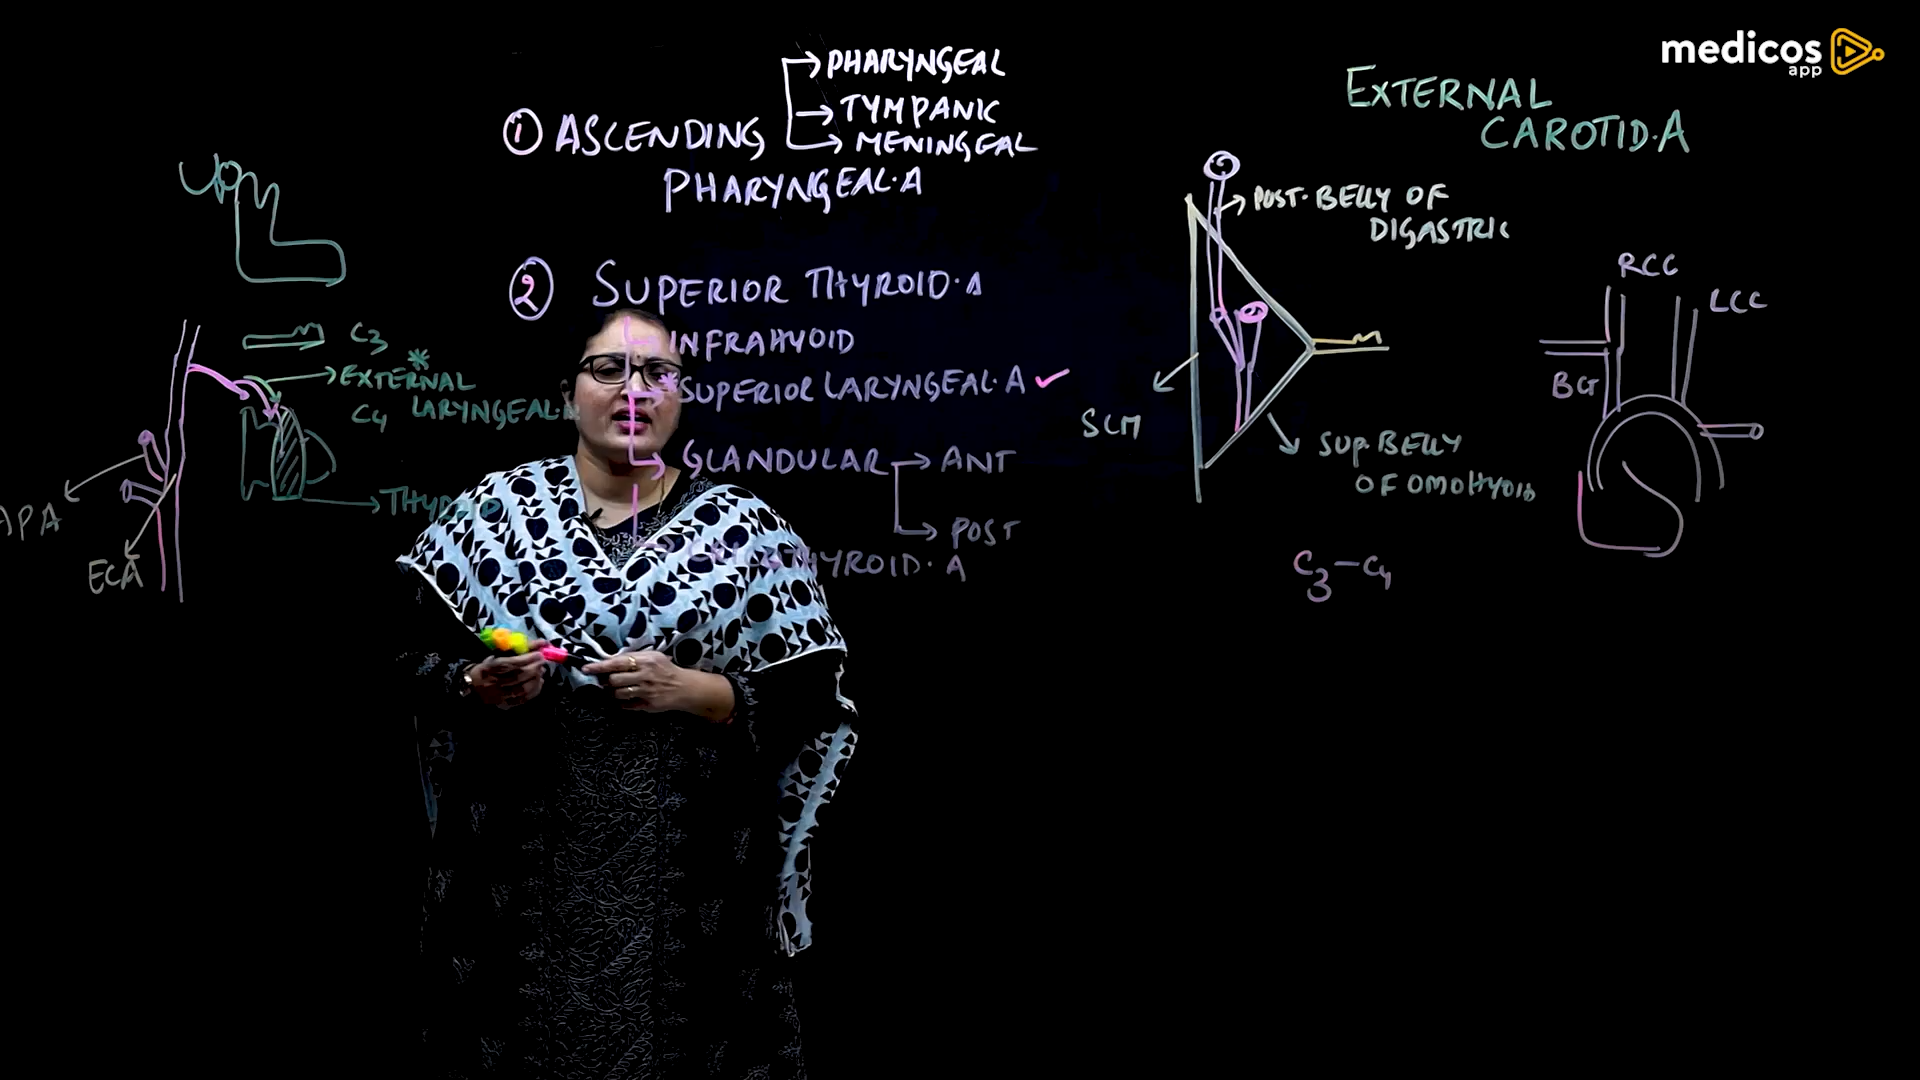 medicos
app
EXTERNAL
CAROTID.A
PHARYNGEAL
TYMPANIC
MENINGEAL
① ASCENDING
PHARYNGEAL.A
② SUPERIOR THYROID.A
INFRAHYOID
* SUPERIOR LARYNGEAL.A ✓
GLANDULAR → ANT
POST
THYROID.A
C3
EXTERNAL *
C4 LARYNGEAL
APA
ECA
POST. BELLY OF
DIGASTRIC
SCM
SUP. BELLY
OF OMOHYOID
C3-C4
RCC
LCC